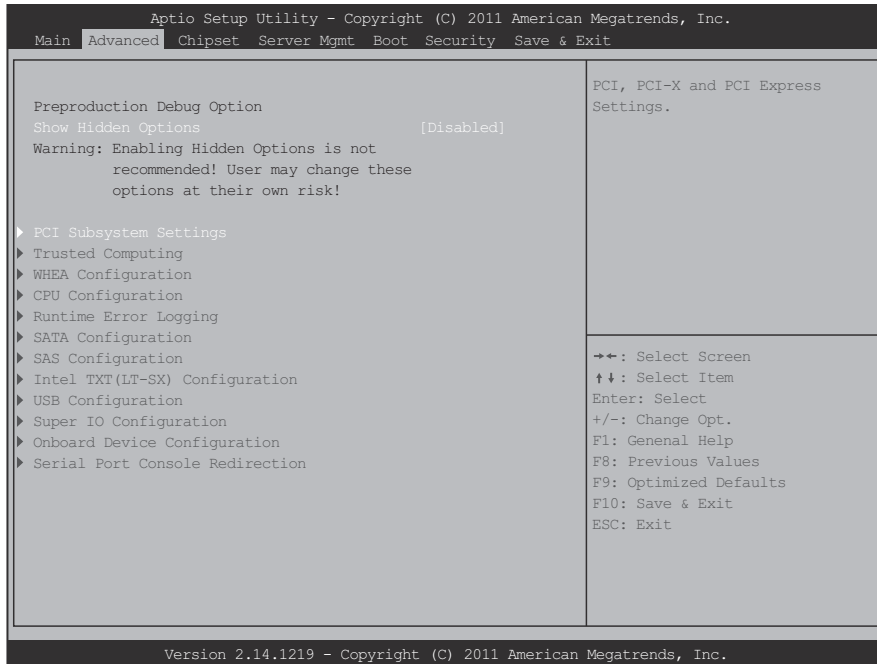 Aptio Setup Utility - Copyright (C) 2011 American Megatrends, Inc.
Main Advanced Chipset Server Mgmt Boot Security Save & Exit
Preproduction Debug Option
Show Hidden Options [Disabled]
Warning: Enabling Hidden Options is not
recommended! User may change these
options at their own risk!
PCI Subsystem Settings
Trusted Computing
WHEA Configuration
CPU Configuration
Runtime Error Logging
SATA Configuration
SAS Configuration
Intel TXT(LT-SX) Configuration
USB Configuration
Super IO Configuration
Onboard Device Configuration
Serial Port Console Redirection
PCI, PCI-X and PCI Express
Settings.
→←: Select Screen
↑↓: Select Item
Enter: Select
+/-: Change Opt.
F1: Genenal Help
F8: Previous Values
F9: Optimized Defaults
F10: Save & Exit
ESC: Exit
Version 2.14.1219 - Copyright (C) 2011 American Megatrends, Inc.